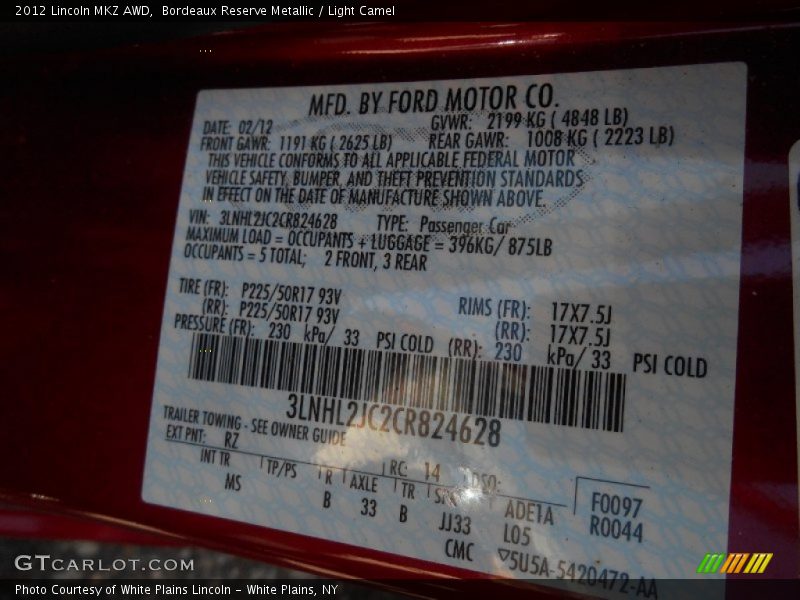 2012 Lincoln MKZ AWD, Bordeaux Reserve Metallic / Light Camel
MFD. BY FORD MOTOR CO.
DATE: 02/12 GVWR: 2199 KG ( 4848 LB)
FRONT GAWR: 1191 KG ( 2625 LB) REAR GAWR: 1008 KG ( 2223 LB)
THIS VEHICLE CONFORMS TO ALL APPLICABLE FEDERAL MOTOR
VEHICLE SAFETY, BUMPER, AND THEFT PREVENTION STANDARDS
IN EFFECT ON THE DATE OF MANUFACTURE SHOWN ABOVE.
VIN: 3LNHL2JC2CR824628 TYPE: Passenger Car
MAXIMUM LOAD = OCCUPANTS + LUGGAGE = 396KG/ 875LB
OCCUPANTS = 5 TOTAL; 2 FRONT, 3 REAR
TIRE (FR): P225/50R17 93V RIMS (FR): 17X7.5J
(RR): P225/50R17 93V (RR): 17X7.5J
PRESSURE (FR): 230 kPa/ 33 PSI COLD (RR): 230 kPa/ 33 PSI COLD
3LNHL2JC2CR824628
TRAILER TOWING - SEE OWNER GUIDE
EXT PNT: RZ RC: 14 DSO: F0097
INT TR TP/PS R AXLE TR R0044
MS B 33 B JJ33 ADE1A
L05
CMC ▽5U5A-5420472-AA
GTCARLOT.COM
Photo Courtesy of White Plains Lincoln - White Plains, NY